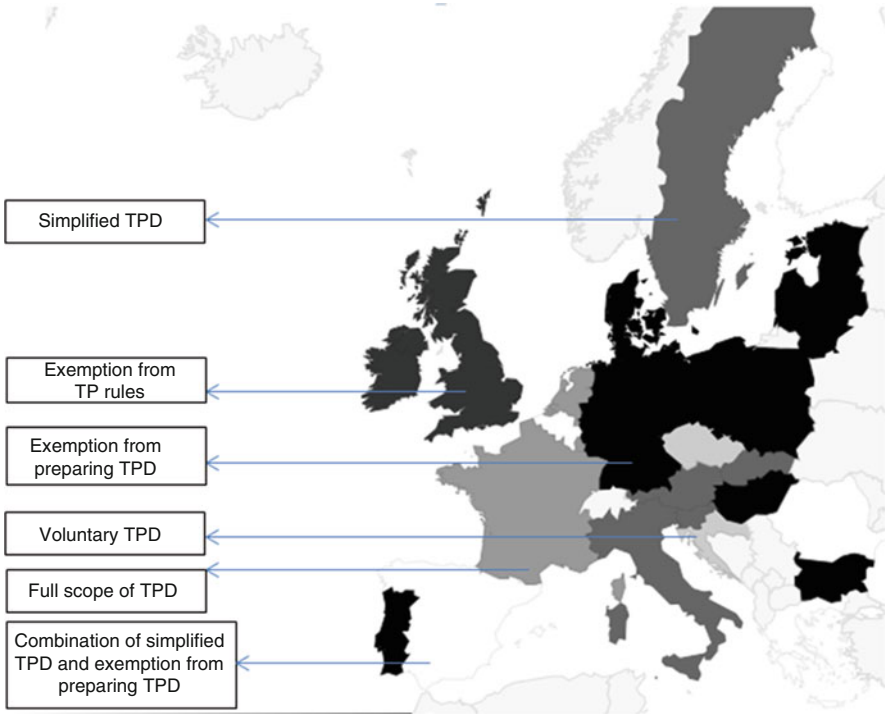 Simplified TPD
Exemption from
TP rules
Exemption from
preparing TPD
Voluntary TPD
Full scope of TPD
Combination of simplified
TPD and exemption from
preparing TPD